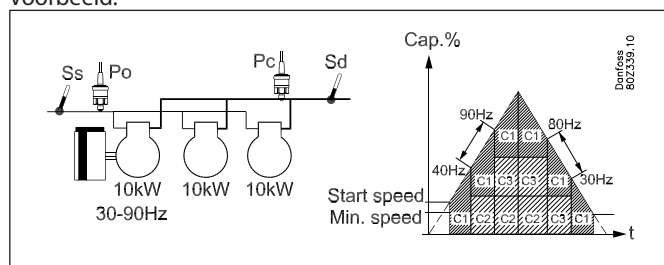 Voorbeeld:
Ss Po Pc Sd
10kW 10kW 10kW
30-90Hz
Cap.%
Danfoss
80Z339.10
90Hz C1 C1 80Hz
40Hz C1 C3 C3 C1 30Hz
Start speed
Min. speed C1 C2 C2 C2 C3 C1
t